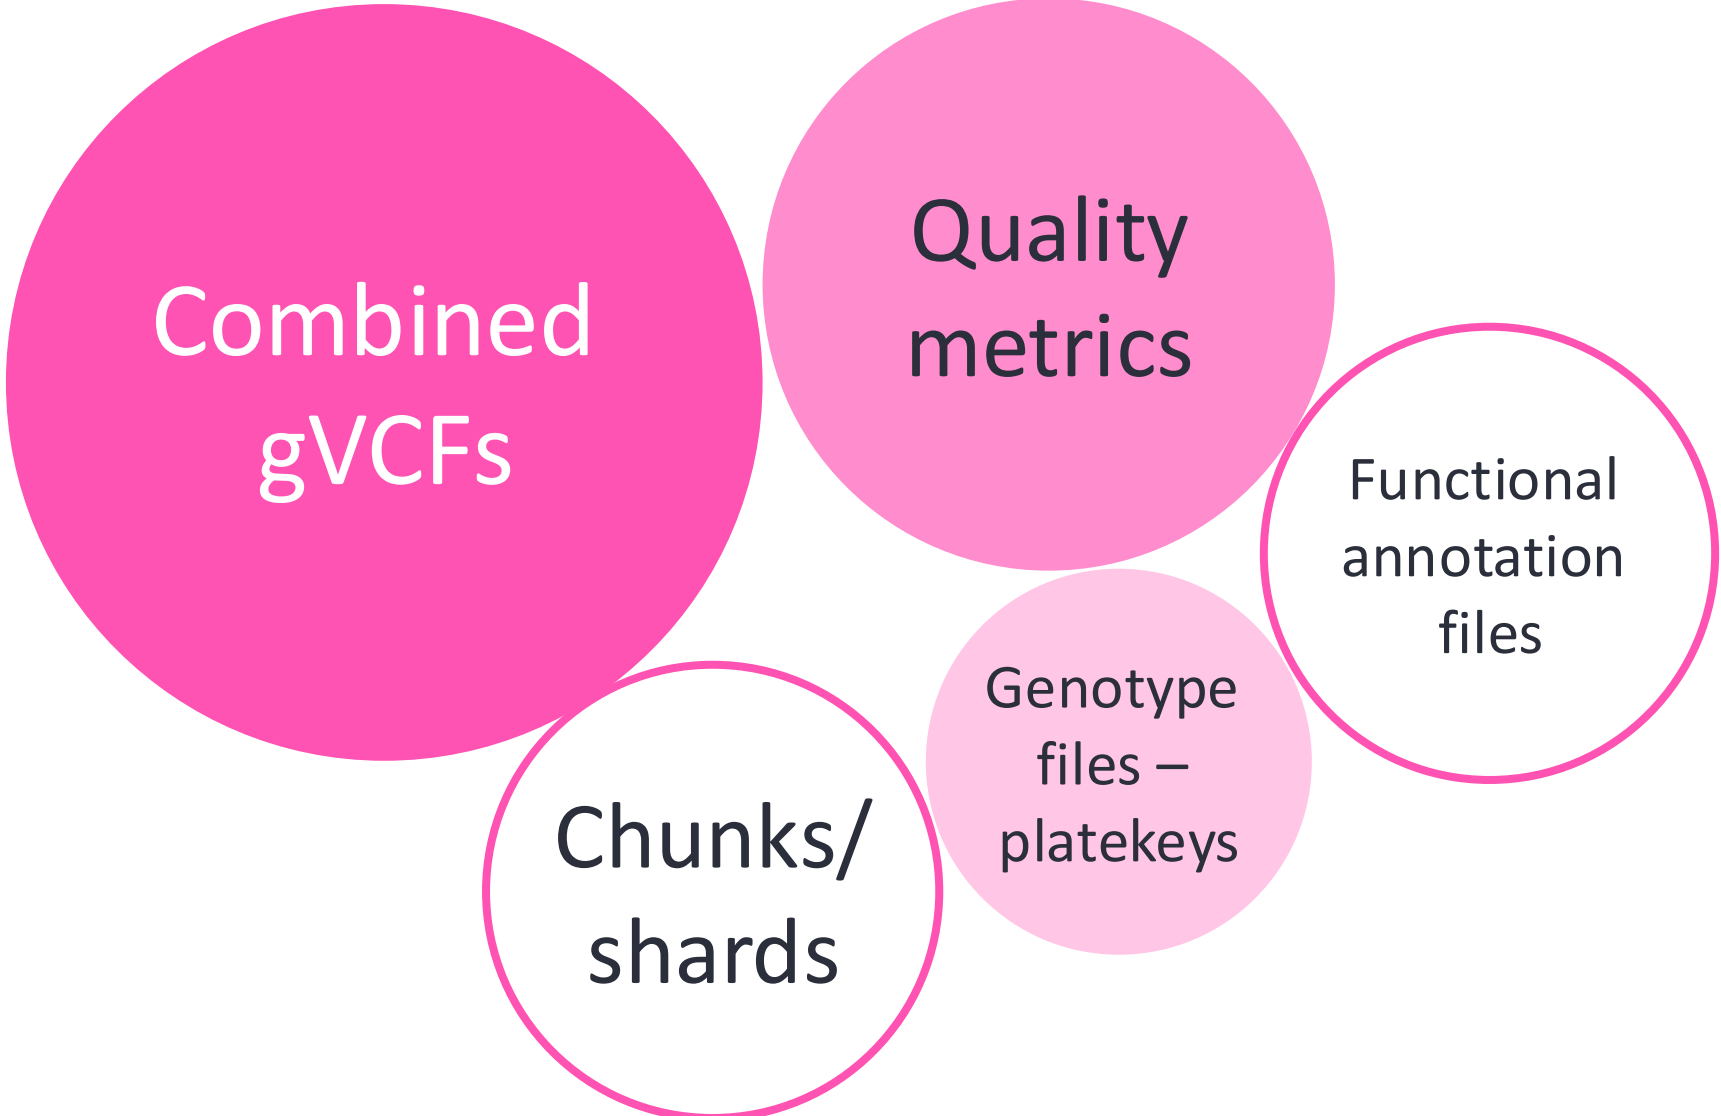 Combined
gVCFs
Quality
metrics
Functional
annotation
files
Genotype
files –
platekeys
Chunks/
shards